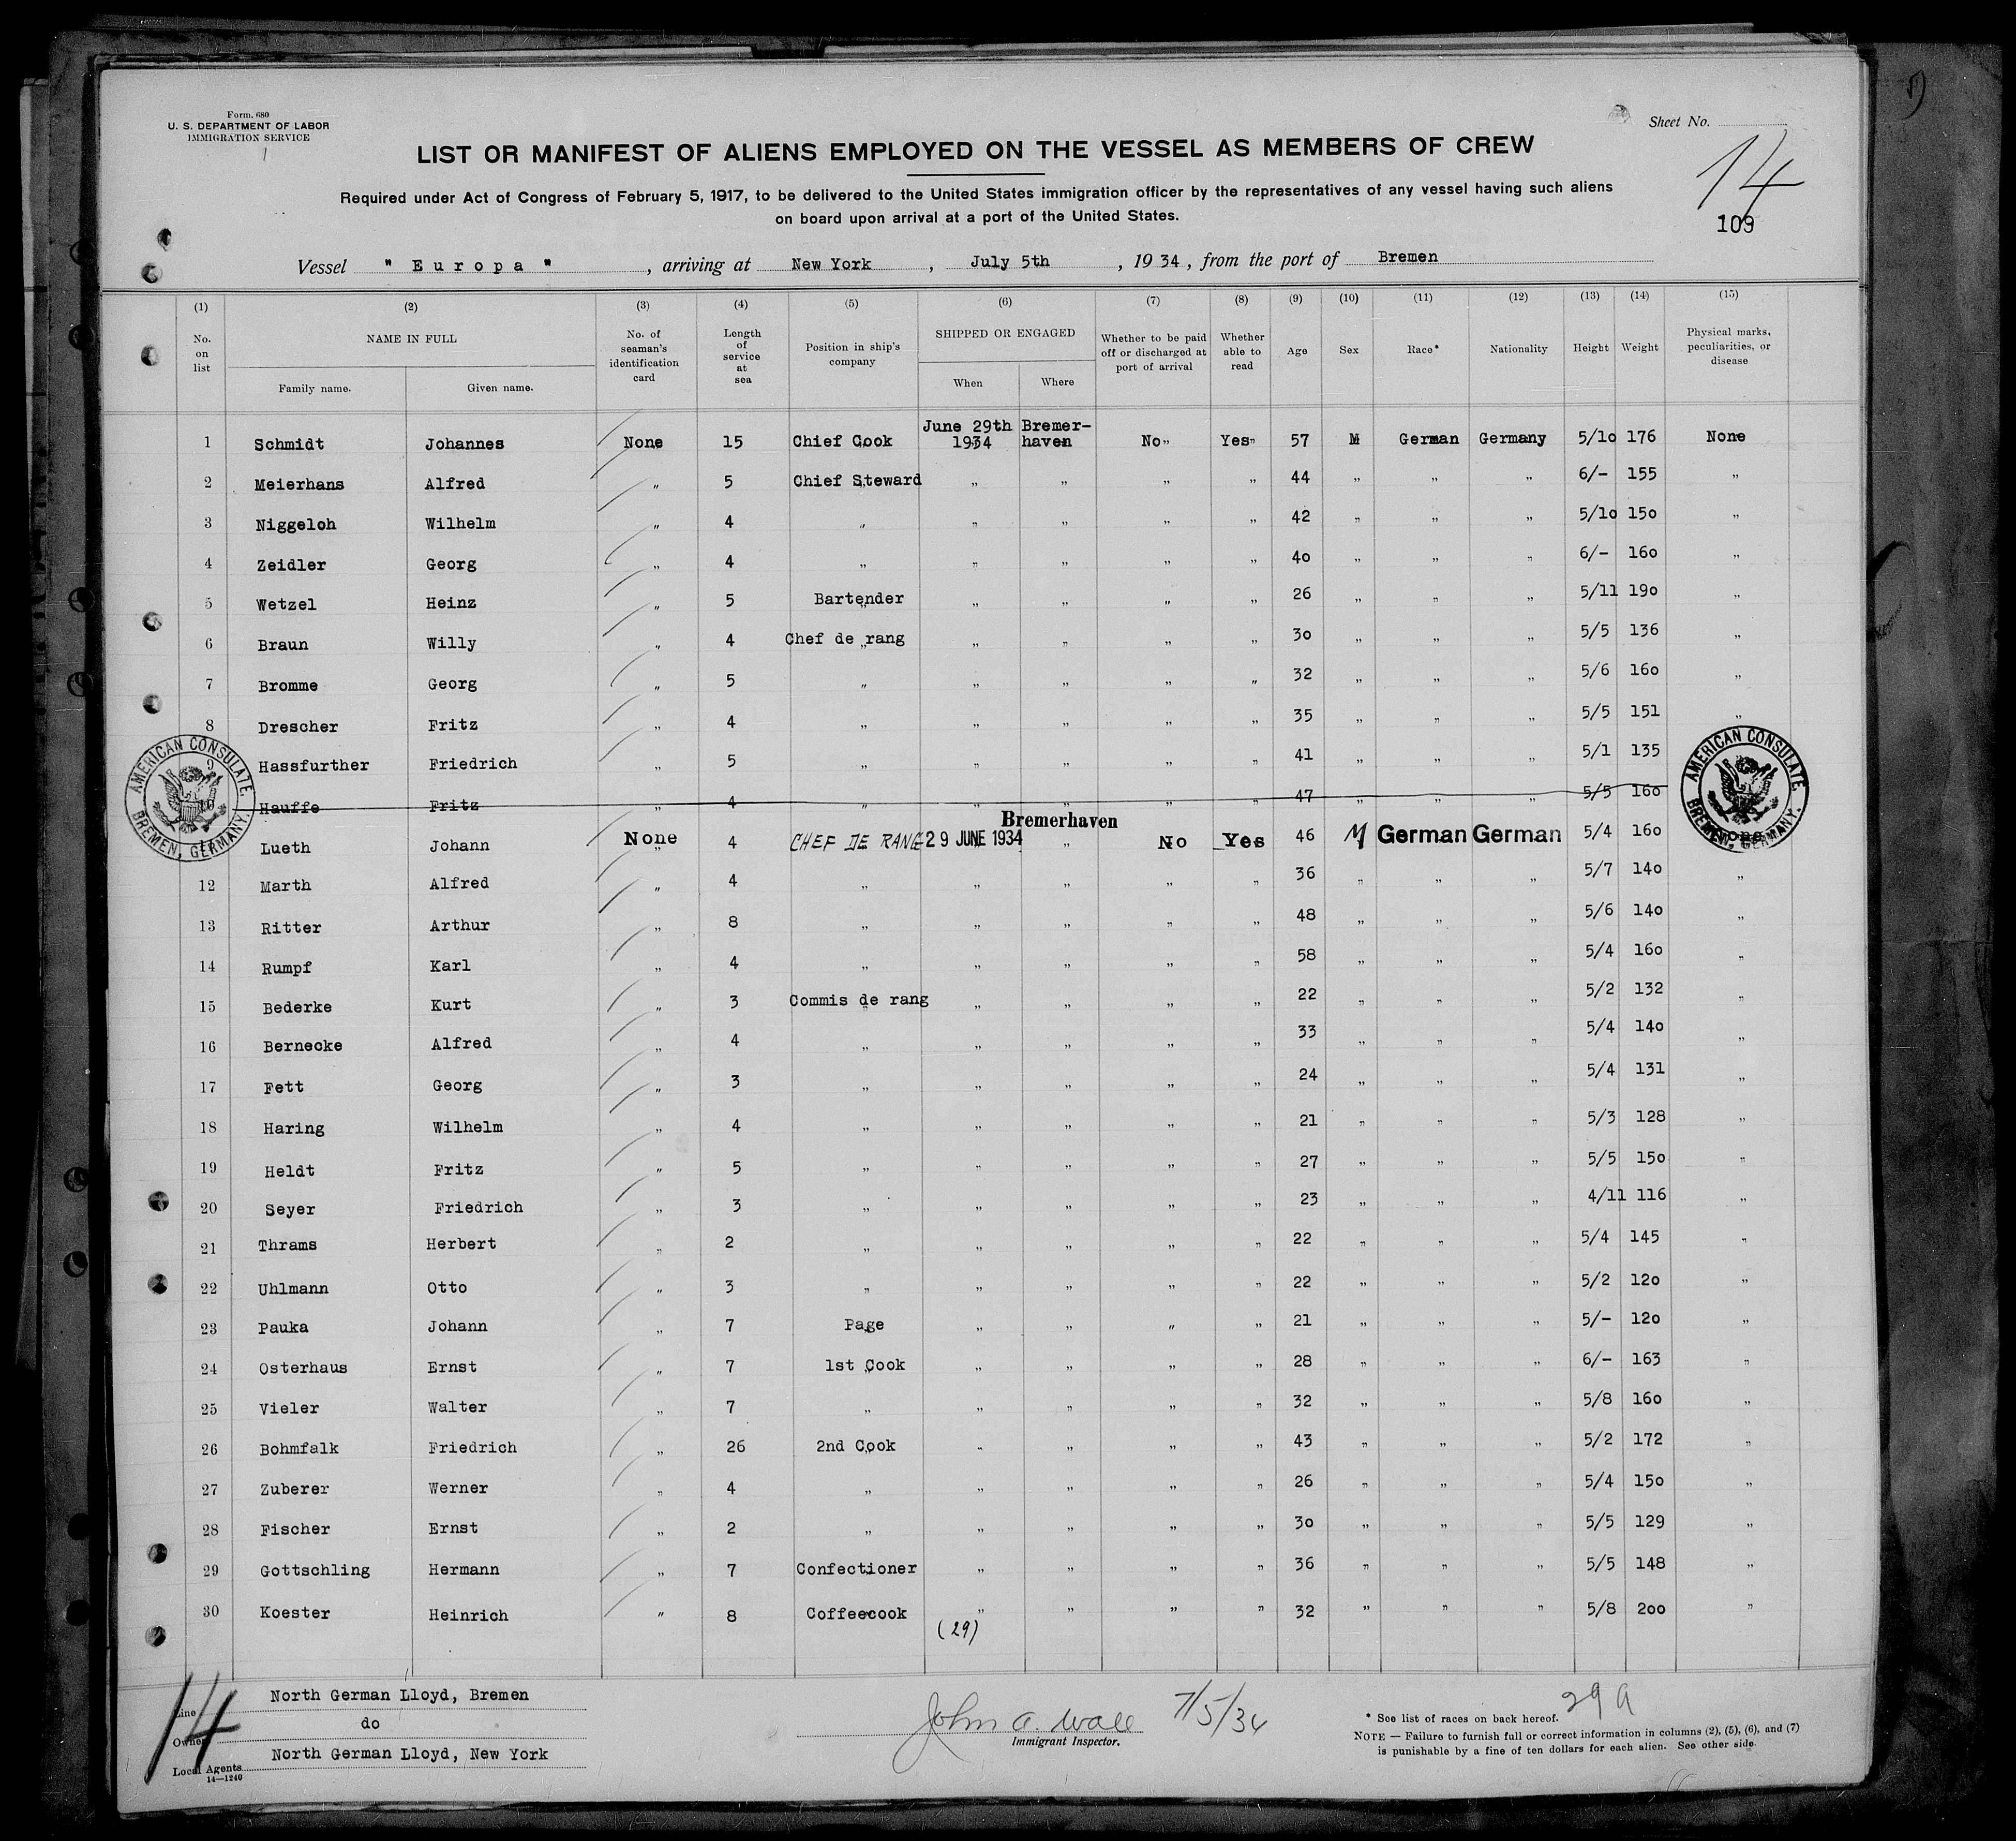 Form. 680
U. S. DEPARTMENT OF LABOR
IMMIGRATION SERVICE
Sheet No.
14
109
LIST OR MANIFEST OF ALIENS EMPLOYED ON THE VESSEL AS MEMBERS OF CREW
Required under Act of Congress of February 5, 1917, to be delivered to the United States immigration officer by the representatives of any vessel having such aliens
on board upon arrival at a port of the United States.
Vessel " Europa ", arriving at New York, July 5th, 19 34, from the port of Bremen
(1) (2) (3) (4) (5) (6) (7) (8) (9) (10) (11) (12) (13) (14) (15)
No. on list NAME IN FULL Family name. Given name. No. of seaman's identification card Length of service at sea Position in ship's company SHIPPED OR ENGAGED When Where Whether to be paid off or discharged at port of arrival Whether able to read Age Sex Race* Nationality Height Weight Physical marks, peculiarities, or disease
1 Schmidt Johannes None 15 Chief Cook June 29th 1934 Bremer-haven No Yes 57 M German Germany 5/10 176 None
2 Meierhans Alfred " 5 Chief Steward " " " " 44 " " " 6/- 155 "
3 Niggeloh Wilhelm " 4 " " " " " 42 " " " 5/10 150 "
4 Zeidler Georg " 4 " " " " " 40 " " " 6/- 160 "
5 Wetzel Heinz " 5 Bartender " " " " 26 " " " 5/11 190 "
6 Braun Willy " 4 Chef de rang " " " " 30 " " " 5/5 136 "
7 Bromme Georg " 5 " " " " " 32 " " " 5/6 160 "
8 Drescher Fritz " 4 " " " " " 35 " " " 5/5 151 "
9 Hassfurther Friedrich " 5 " " " " " 41 " " " 5/1 135
10 Hauffe Fritz " 4 " " " " " 47 " " " 5/5 160
Lueth Johann None 4 CHEF DE RANG 29 JUNE 1934 Bremerhaven " No Yes 46 M German German 5/4 160
12 Marth Alfred " 4 " " " " " 36 " " " 5/7 140 "
13 Ritter Arthur " 8 " " " " " 48 " " " 5/6 140 "
14 Rumpf Karl " 4 " " " " " 58 " " " 5/4 160 "
15 Bederke Kurt " 3 Commis de rang " " " " 22 " " " 5/2 132 "
16 Bernecke Alfred " 4 " " " " " 33 " " " 5/4 140 "
17 Fett Georg " 3 " " " " " 24 " " " 5/4 131 "
18 Haring Wilhelm " 4 " " " " " 21 " " " 5/3 128 "
19 Heldt Fritz " 5 " " " " " 27 " " " 5/5 150 "
20 Seyer Friedrich " 3 " " " " " 23 " " " 4/11 116 "
21 Thrams Herbert " 2 " " " " " 22 " " " 5/4 145 "
22 Uhlmann Otto " 3 " " " " " 22 " " " 5/2 120 "
23 Pauka Johann " 7 Page " " " " 21 " " " 5/- 120 "
24 Osterhaus Ernst " 7 1st Cook " " " " 28 " " " 6/- 163 "
25 Vieler Walter " 7 " " " " " 32 " " " 5/8 160 "
26 Bohmfalk Friedrich " 26 2nd Cook " " " " 43 " " " 5/2 172 "
27 Zuberer Werner " 4 " " " " " 26 " " " 5/4 150 "
28 Fischer Ernst " 2 " " " " " 30 " " " 5/5 129 "
29 Gottschling Hermann " 7 Confectioner " " " " 36 " " " 5/5 148 "
30 Koester Heinrich " 8 Coffeecook " " " " 32 " " " 5/8 200 "
(29)
AMERICAN CONSULATE. BREMEN, GERMANY.
AMERICAN CONSULATE. BREMEN, GERMANY.
14
Line North German Lloyd, Bremen
Owner do
Local Agents North German Lloyd, New York
14—1240
John A. Wall 7/5/34
Immigrant Inspector.
29 a
* See list of races on back hereof.
NOTE — Failure to furnish full or correct information in columns (2), (5), (6), and (7)
is punishable by a fine of ten dollars for each alien. See other side.